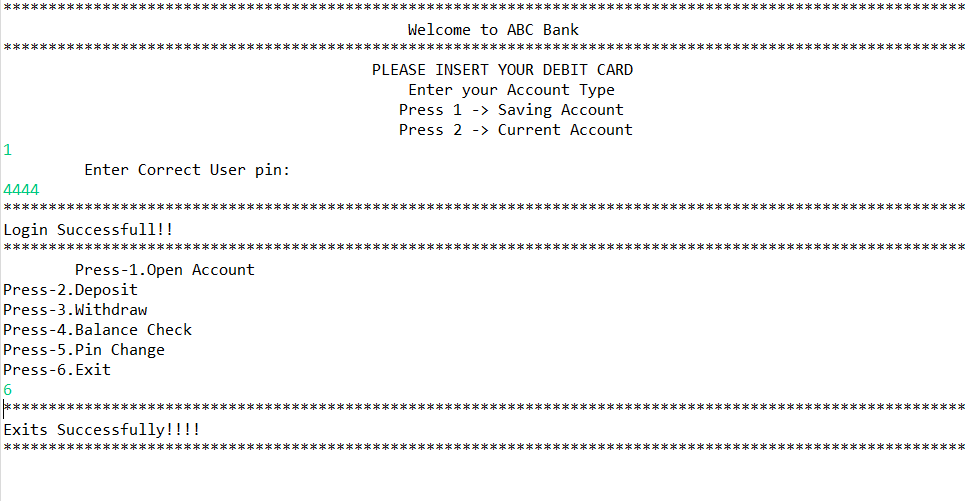 ***********************************************************************************************************
Welcome to ABC Bank
***********************************************************************************************************
PLEASE INSERT YOUR DEBIT CARD
Enter your Account Type
Press 1 -> Saving Account
Press 2 -> Current Account
1
Enter Correct User pin:
4444
***********************************************************************************************************
Login Successfull!!
***********************************************************************************************************
Press-1.Open Account
Press-2.Deposit
Press-3.Withdraw
Press-4.Balance Check
Press-5.Pin Change
Press-6.Exit
6
***********************************************************************************************************
Exits Successfully!!!!
***********************************************************************************************************